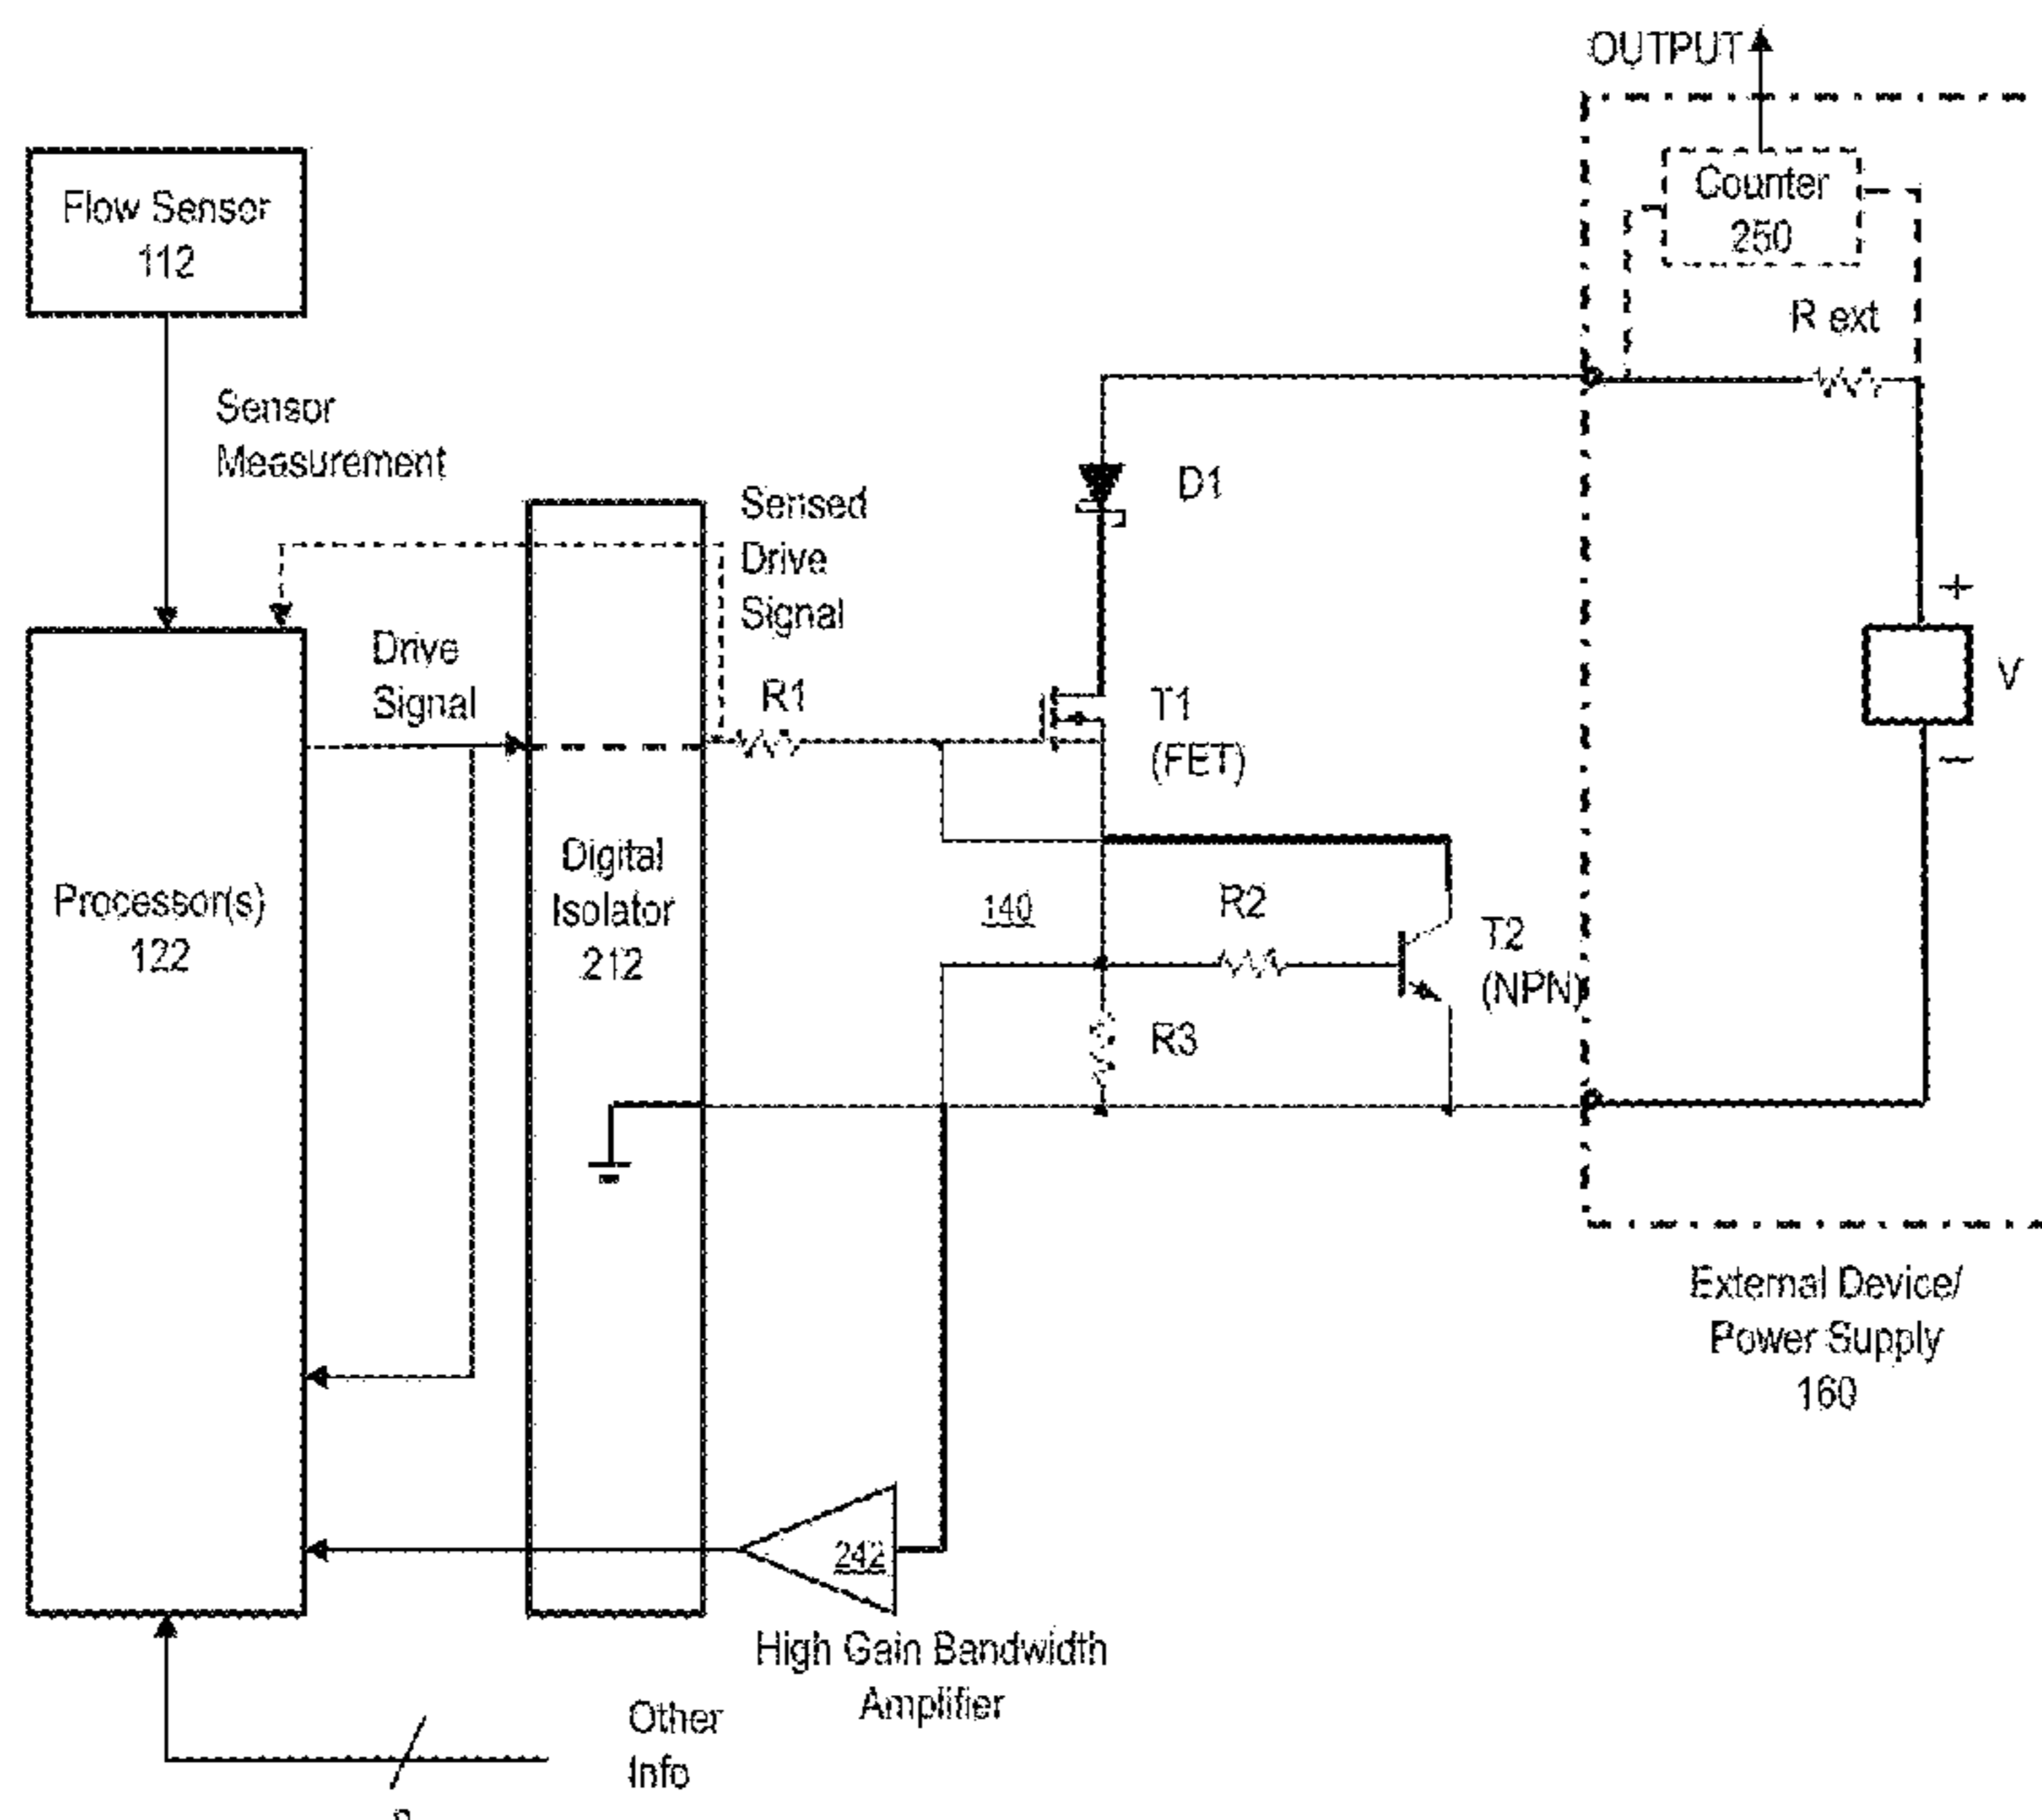 OUTPUT
Counter
250
R ext
Flow Sensor
112
Sensor
Measurement
Sensed
Drive
Signal
D1
Drive
Signal
R1
T1
(FET)
+
V
−
Processor(s)
122
Digital
Isolator
212
140
R2
T2
(NPN)
R3
External Device/
Power Supply
160
242
High Gain Bandwidth
Amplifier
Other
Info